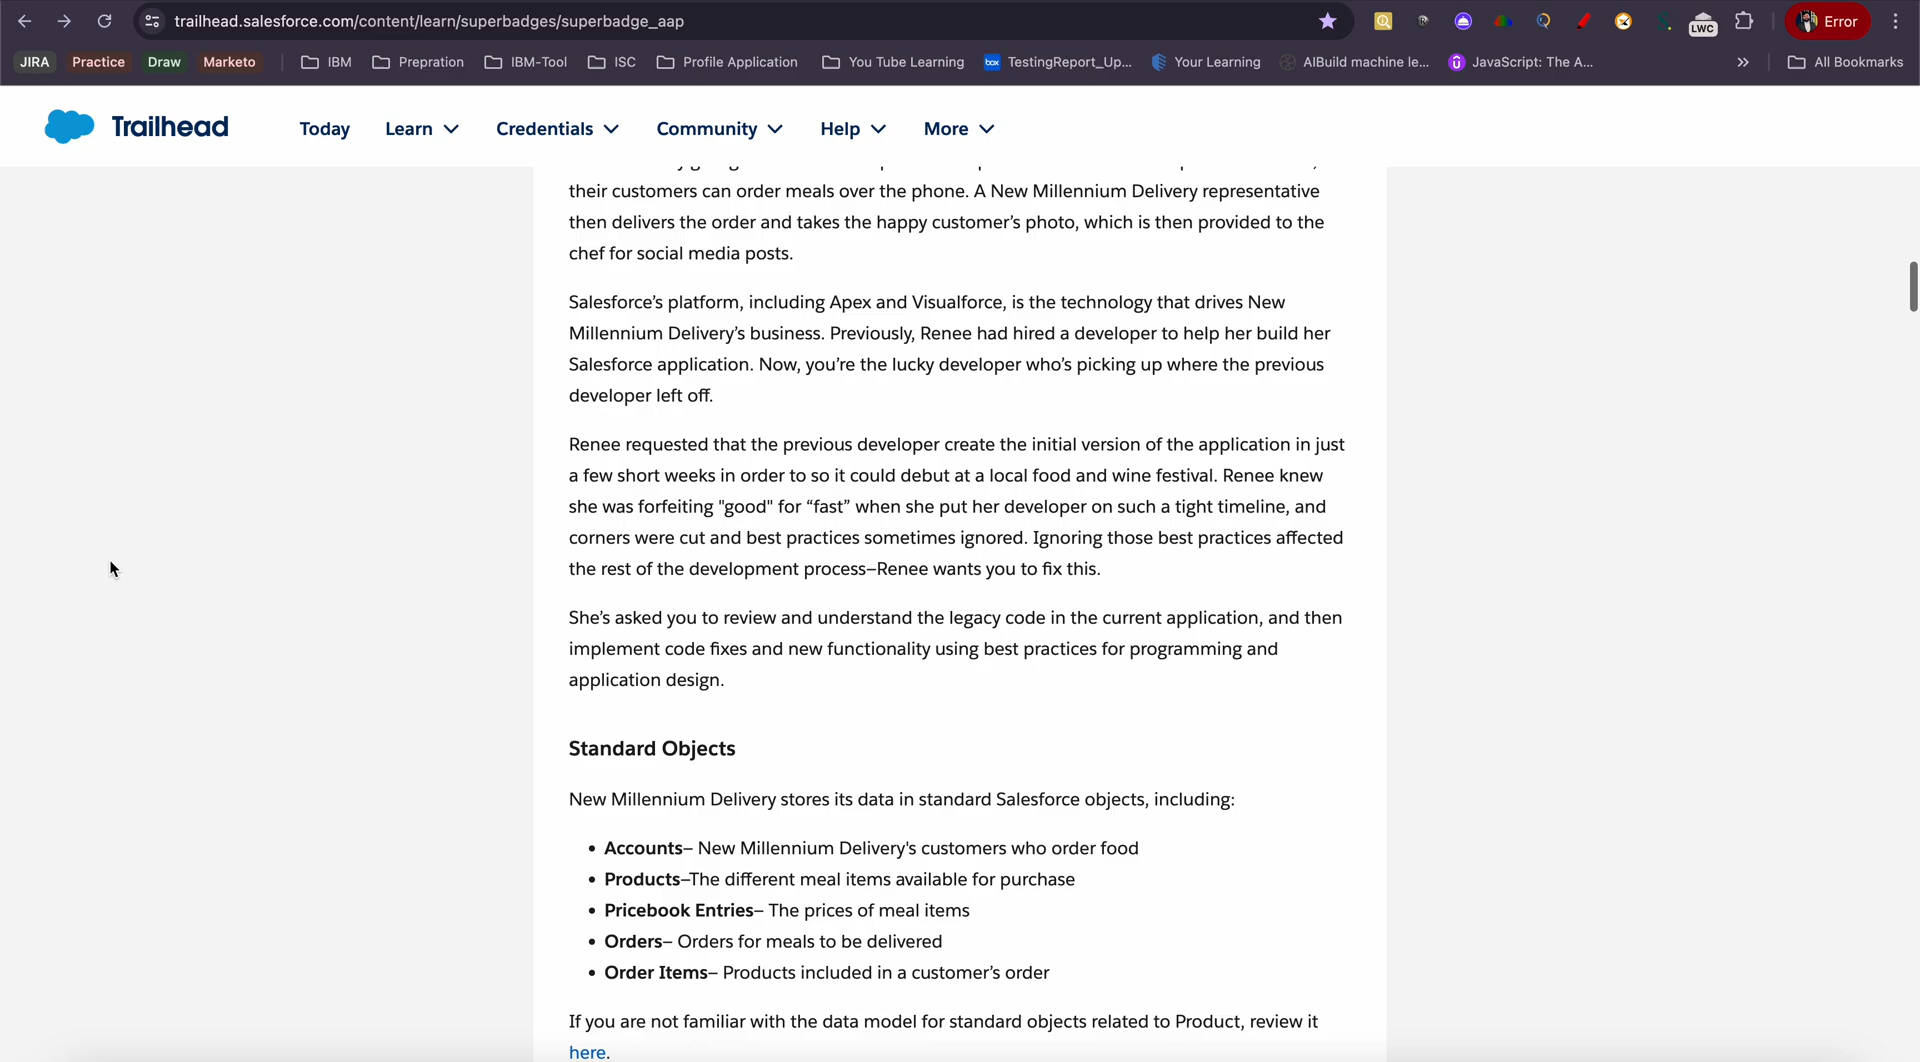 trailhead.salesforce.com/content/learn/superbadges/superbadge_aap
LWC
Error
JIRA Practice Draw Marketo IBM Prepration IBM-Tool ISC Profile Application You Tube Learning box TestingReport_Up... Your Learning AIBuild machine le... JavaScript: The A... » All Bookmarks
Trailhead Today Learn Credentials Community Help More
their customers can order meals over the phone. A New Millennium Delivery representative
then delivers the order and takes the happy customer’s photo, which is then provided to the
chef for social media posts.
Salesforce’s platform, including Apex and Visualforce, is the technology that drives New
Millennium Delivery’s business. Previously, Renee had hired a developer to help her build her
Salesforce application. Now, you’re the lucky developer who’s picking up where the previous
developer left off.
Renee requested that the previous developer create the initial version of the application in just
a few short weeks in order to so it could debut at a local food and wine festival. Renee knew
she was forfeiting "good" for “fast” when she put her developer on such a tight timeline, and
corners were cut and best practices sometimes ignored. Ignoring those best practices affected
the rest of the development process–Renee wants you to fix this.
She’s asked you to review and understand the legacy code in the current application, and then
implement code fixes and new functionality using best practices for programming and
application design.
Standard Objects
New Millennium Delivery stores its data in standard Salesforce objects, including:
• Accounts– New Millennium Delivery's customers who order food
• Products–The different meal items available for purchase
• Pricebook Entries– The prices of meal items
• Orders– Orders for meals to be delivered
• Order Items– Products included in a customer’s order
If you are not familiar with the data model for standard objects related to Product, review it
here.